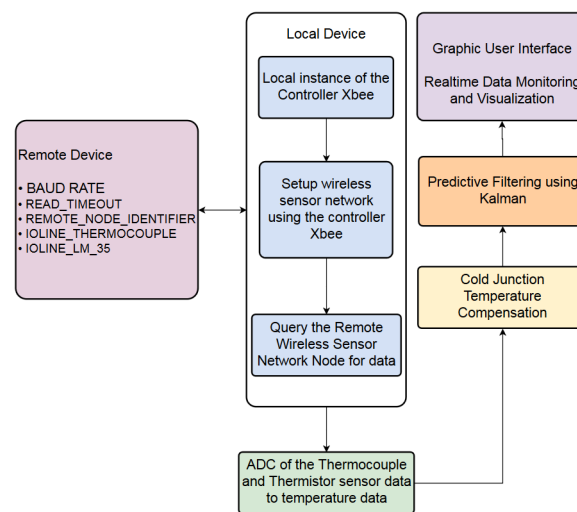 Local Device
Local instance of the
Controller Xbee
Setup wireless
sensor network
using the controller
Xbee
Query the Remote
Wireless Sensor
Network Node for data
Remote Device
• BAUD RATE
• READ_TIMEOUT
• REMOTE_NODE_IDENTIFIER
• IOLINE_THERMOCOUPLE
• IOLINE_LM_35
ADC of the Thermocouple
and Thermistor sensor data
to temperature data
Cold Junction
Temperature
Compensation
Predictive Filtering using
Kalman
Graphic User Interface
Realtime Data Monitoring
and Visualization